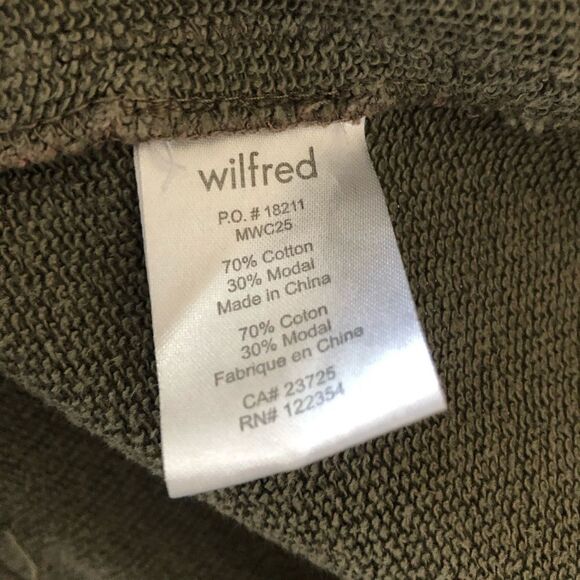 wilfred
P.O. # 18211
MWC25
70% Cotton
30% Modal
Made in China
70% Coton
30% Modal
Fabrique en Chine
CA# 23725
RN# 122354